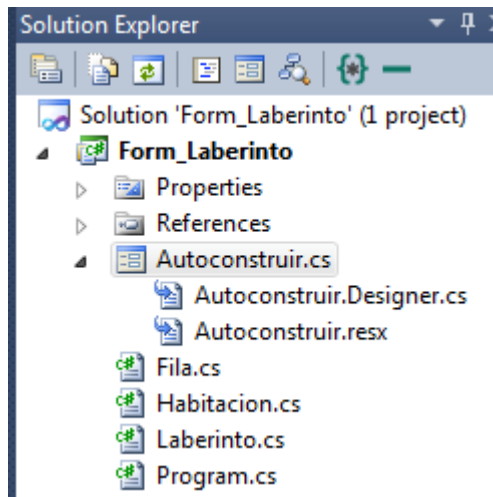 Solution Explorer
Solution 'Form_Laberinto' (1 project)
Form_Laberinto
Properties
References
Autoconstruir.cs
Autoconstruir.Designer.cs
Autoconstruir.resx
Fila.cs
Habitacion.cs
Laberinto.cs
Program.cs